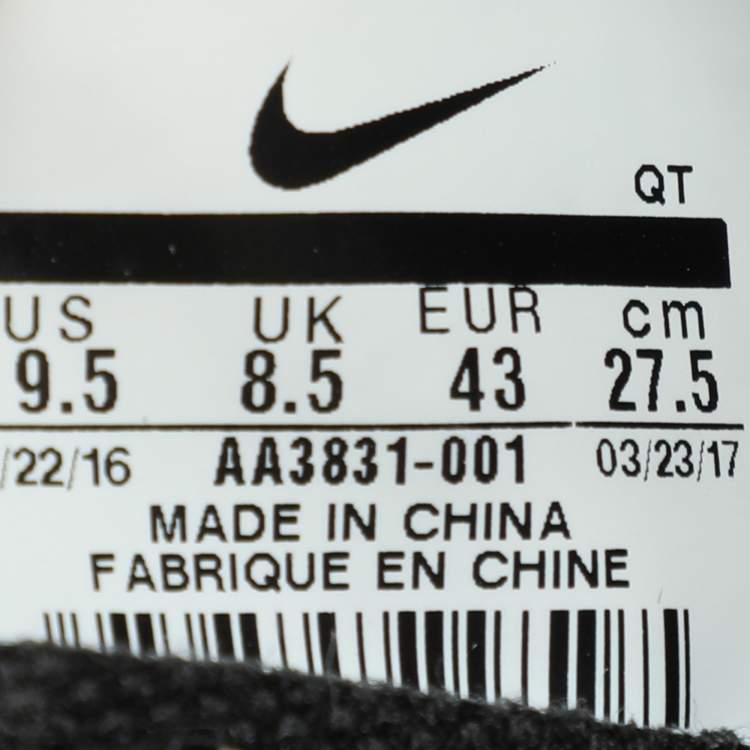 QT
US UK EUR cm
9.5 8.5 43 27.5
/22/16 AA3831-001 03/23/17
MADE IN CHINA
FABRIQUE EN CHINE